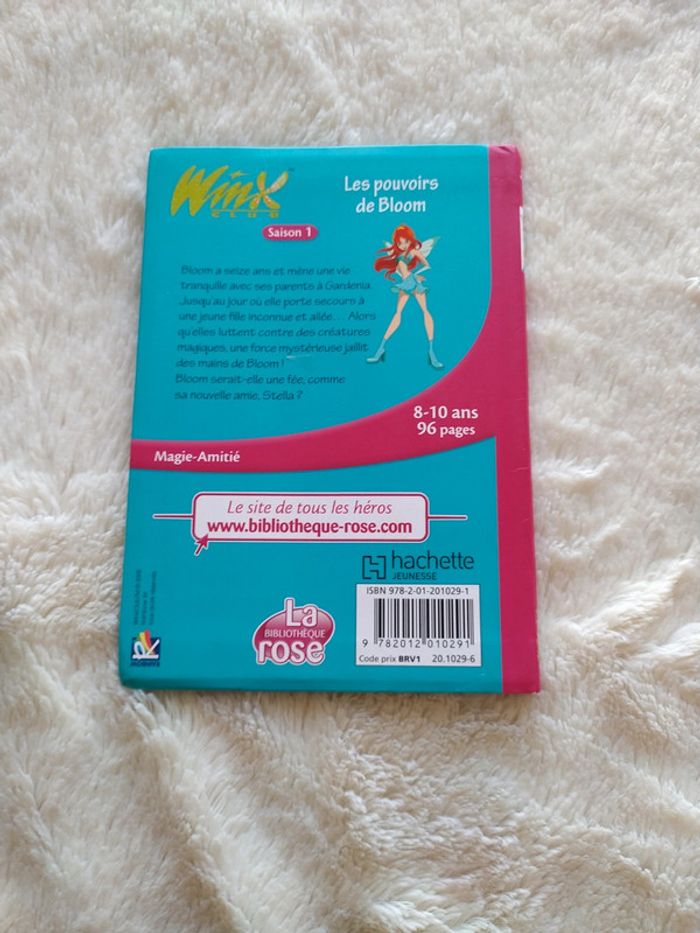 WinX™
CLUB
Saison 1
Les pouvoirs
de Bloom
Bloom a seize ans et mène une vie
tranquille avec ses parents à Gardenia.
Jusqu'au jour où elle porte secours à
une jeune fille inconnue et ailée... Alors
qu'elles luttent contre des créatures
magiques, une force mystérieuse jaillit
des mains de Bloom !
Bloom serait-elle une fée, comme
sa nouvelle amie, Stella ?
8-10 ans
96 pages
Magie-Amitié
Le site de tous les héros
www.bibliotheque-rose.com
hachette
JEUNESSE
ISBN 978-2-01-201029-1
9 782012 010291
Code prix BRV1 20.1029-6
La
BIBLIOTHÈQUE
rose